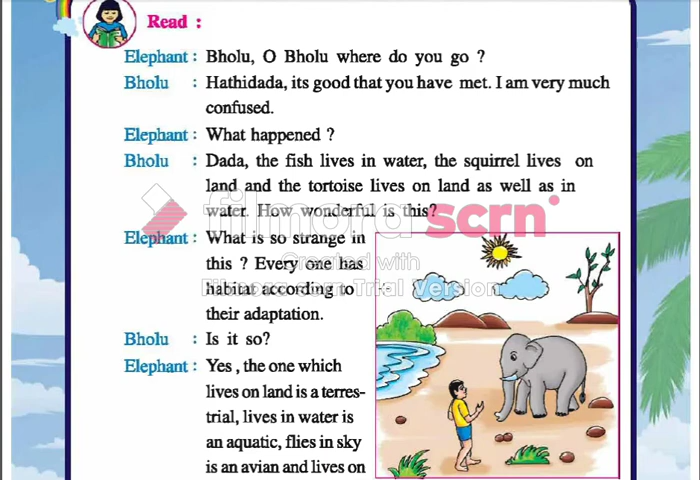 Read :
Elephant : Bholu, O Bholu where do you go ?
Bholu : Hathidada, its good that you have met. I am very much
confused.
Elephant : What happened ?
Bholu : Dada, the fish lives in water, the squirrel lives on
land and the tortoise lives on land as well as in
water. How wonderful is this?
filmora scrn
Elephant : What is so strange in
this ? Every one has
Created with
habitat according to
filmora scrn Trial Version
their adaptation.
Bholu : Is it so?
Elephant : Yes , the one which
lives on land is a terres-
trial, lives in water is
an aquatic, flies in sky
is an avian and lives on